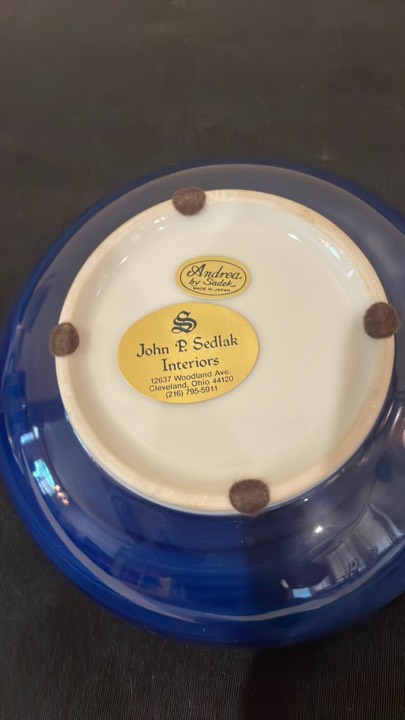 Andrea
by Sadek
MADE IN JAPAN
S
John P. Sedlak
Interiors
12637 Woodland Ave.
Cleveland, Ohio 44120
(216) 795-5911